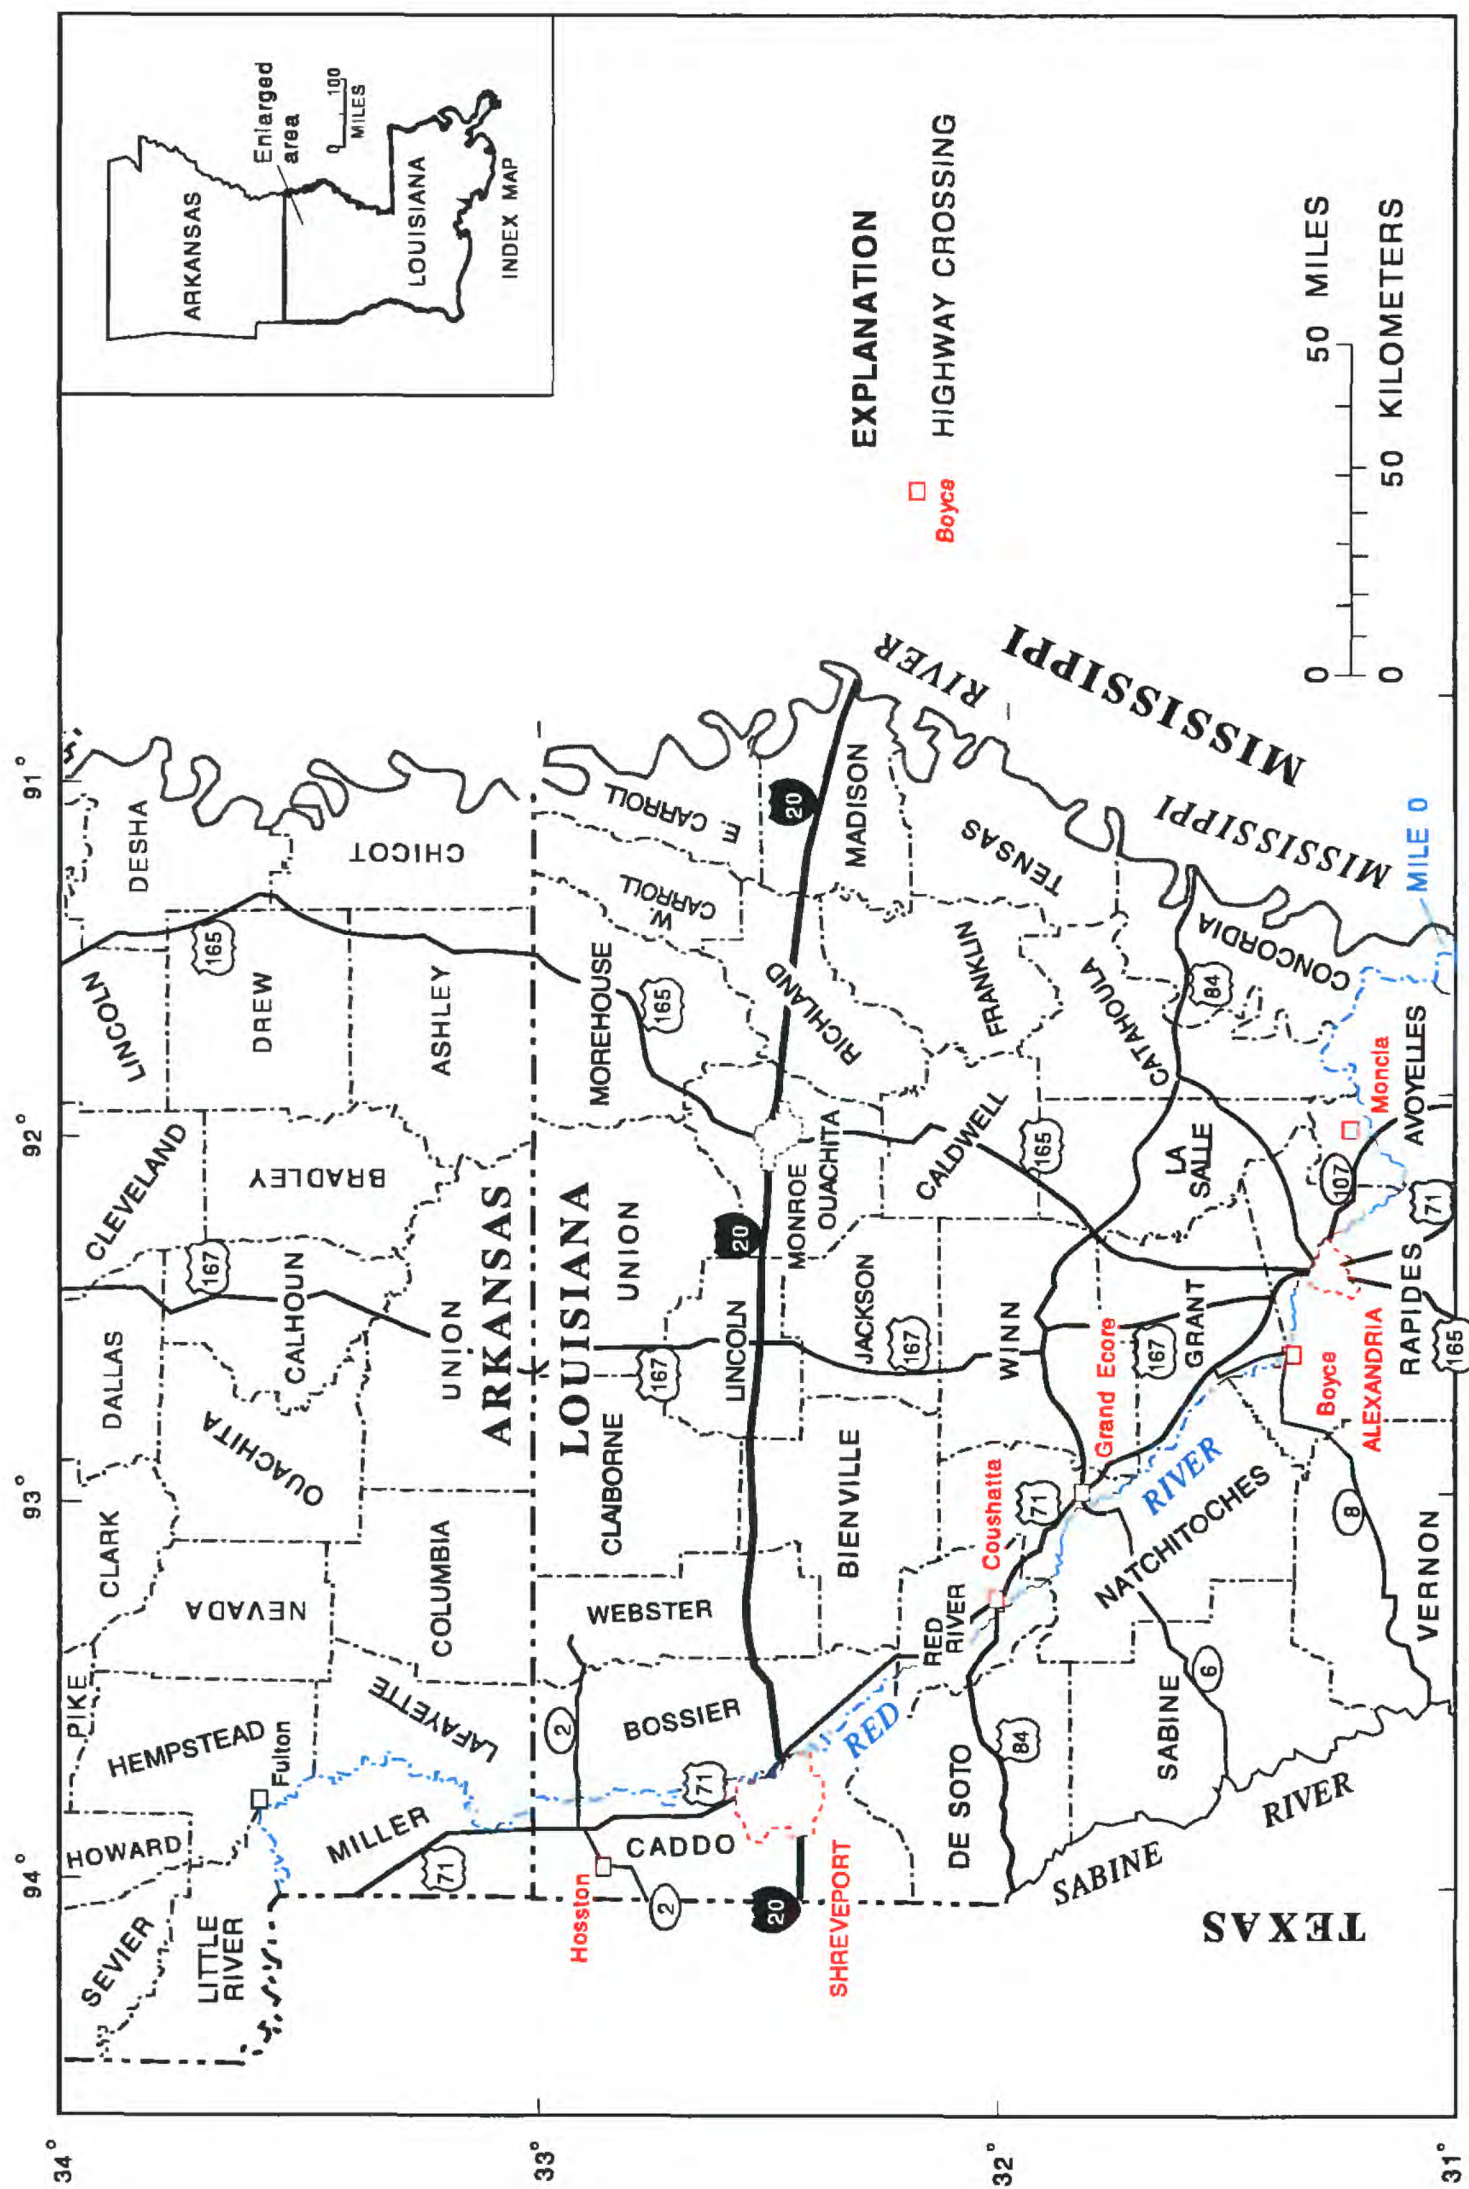 34°
33°
32°
31°
94°
93°
92°
91°
ARKANSAS
Enlarged
area
0 100
MILES
LOUISIANA
INDEX MAP
EXPLANATION
Boyce
HIGHWAY CROSSING
0 50 MILES
0 50 KILOMETERS
SEVIER
HOWARD
PIKE
CLARK
DALLAS
CLEVELAND
LINCOLN
DESHA
LITTLE
RIVER
HEMPSTEAD
Fulton
NEVADA
OUACHITA
CALHOUN
167
BRADLEY
DREW
165
CHICOT
MILLER
71
LAFAYETTE
COLUMBIA
UNION
ASHLEY
ARKANSAS
LOUISIANA
Hosston
2
2
CADDO
71
BOSSIER
WEBSTER
CLAIBORNE
167
UNION
MOREHOUSE
165
W.
CARROLL
E. CARROLL
20
SHREVEPORT
LINCOLN
20
MONROE
OUACHITA
RICHLAND
20
MADISON
RED
RIVER
BIENVILLE
JACKSON
167
CALDWELL
FRANKLIN
TENSAS
MISSISSIPPI
RIVER
MISSISSIPPI
DE SOTO
84
RED
RIVER
Coushatta
71
WINN
165
Grand Ecore
CATAHOULA
LA
SALLE
84
CONCORDIA
SABINE
6
NATCHITOCHES
167
GRANT
SABINE
RIVER
TEXAS
8
VERNON
Boyce
ALEXANDRIA
RAPIDES
165
71
107
Moncla
AVOYELLES
MILE 0